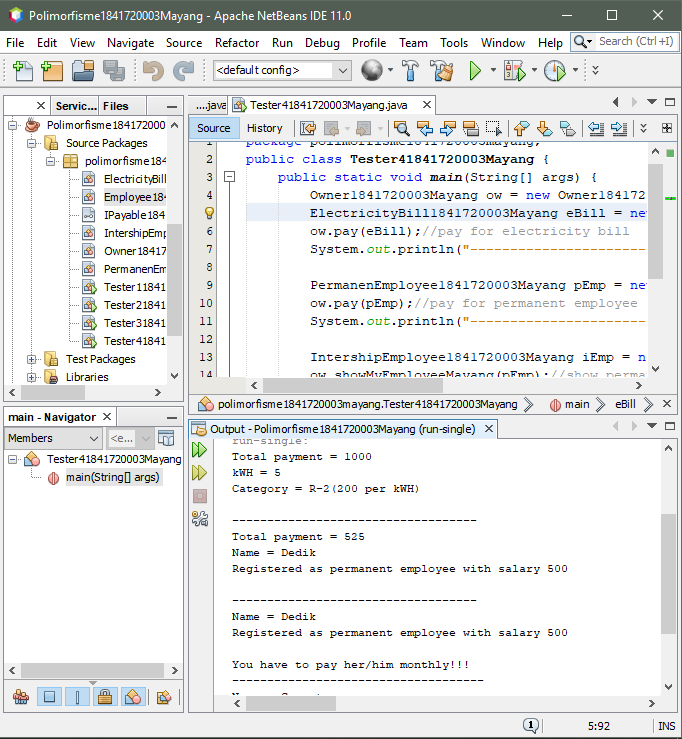 Polimorfisme1841720003Mayang - Apache NetBeans IDE 11.0
File Edit View Navigate Source Refactor Run Debug Profile Team Tools Window Help Search (Ctrl+I)
<default config>
Servic... Files
Polimorfisme184172000
Source Packages
polimorfisme184
ElectricityBill
Employee184
IPayable184
IntershipEmp
Owner18417
PermanenEm
Tester11841
Tester21841
Tester31841
Tester41841
Test Packages
Libraries
main - Navigator
Members <e...
Tester41841720003Mayang
main(String[] args)
....java Tester41841720003Mayang.java
Source History
1 package polimorfisme1841720003mayang;
2 public class Tester41841720003Mayang {
3 public static void main(String[] args) {
4 Owner1841720003Mayang ow = new Owner18417
ElectricityBill1841720003Mayang eBill = new
6 ow.pay(eBill);//pay for electricity bill
7 System.out.println("------------------------
8
9 PermanenEmployee1841720003Mayang pEmp = new
10 ow.pay(pEmp);//pay for permanent employee
11 System.out.println("------------------------
12
13 IntershipEmployee1841720003Mayang iEmp = n
14 ow.showMyEmployeeMayang(pEmp);//show perma
polimorfisme1841720003mayang.Tester41841720003Mayang main eBill
Output - Polimorfisme1841720003Mayang (run-single)
run-single:
Total payment = 1000
kWH = 5
Category = R-2(200 per kWH)
----------------------------------
Total payment = 525
Name = Dedik
Registered as permanent employee with salary 500
----------------------------------
Name = Dedik
Registered as permanent employee with salary 500
You have to pay her/him monthly!!!
-----------------------------------
1 5:92 INS